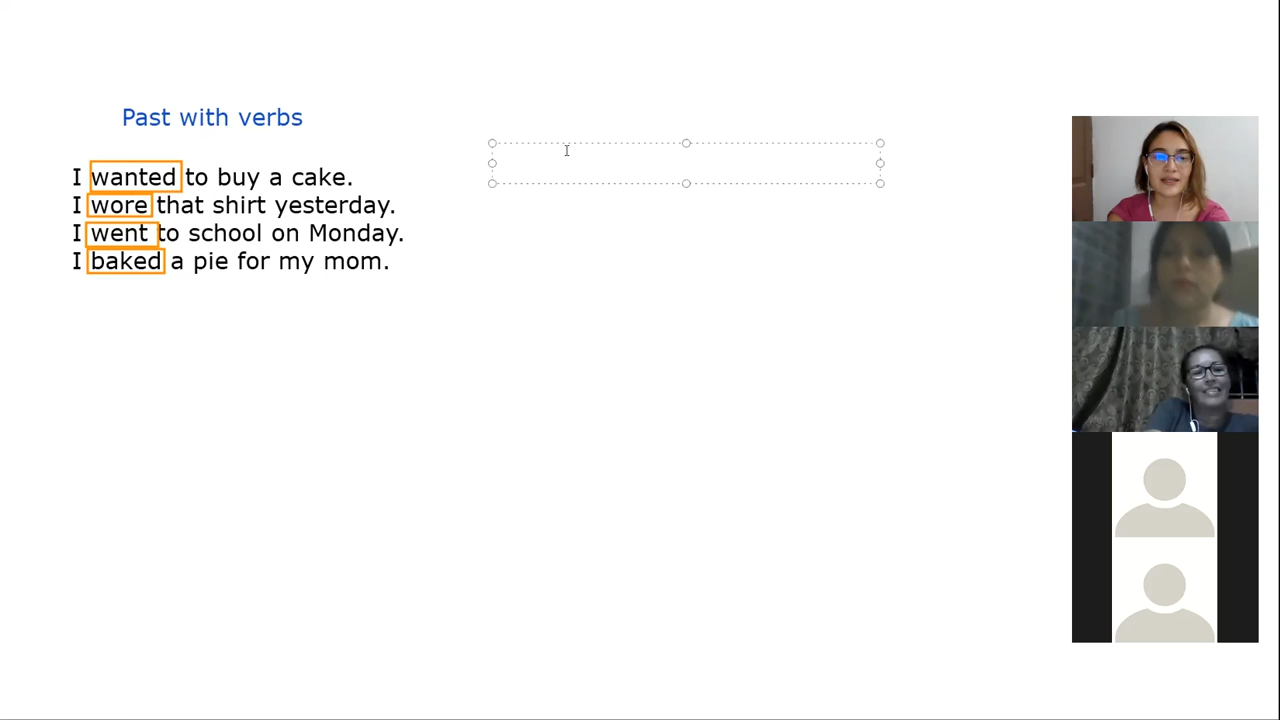 Past with verbs
I wanted to buy a cake.
I wore that shirt yesterday.
I went to school on Monday.
I baked a pie for my mom.